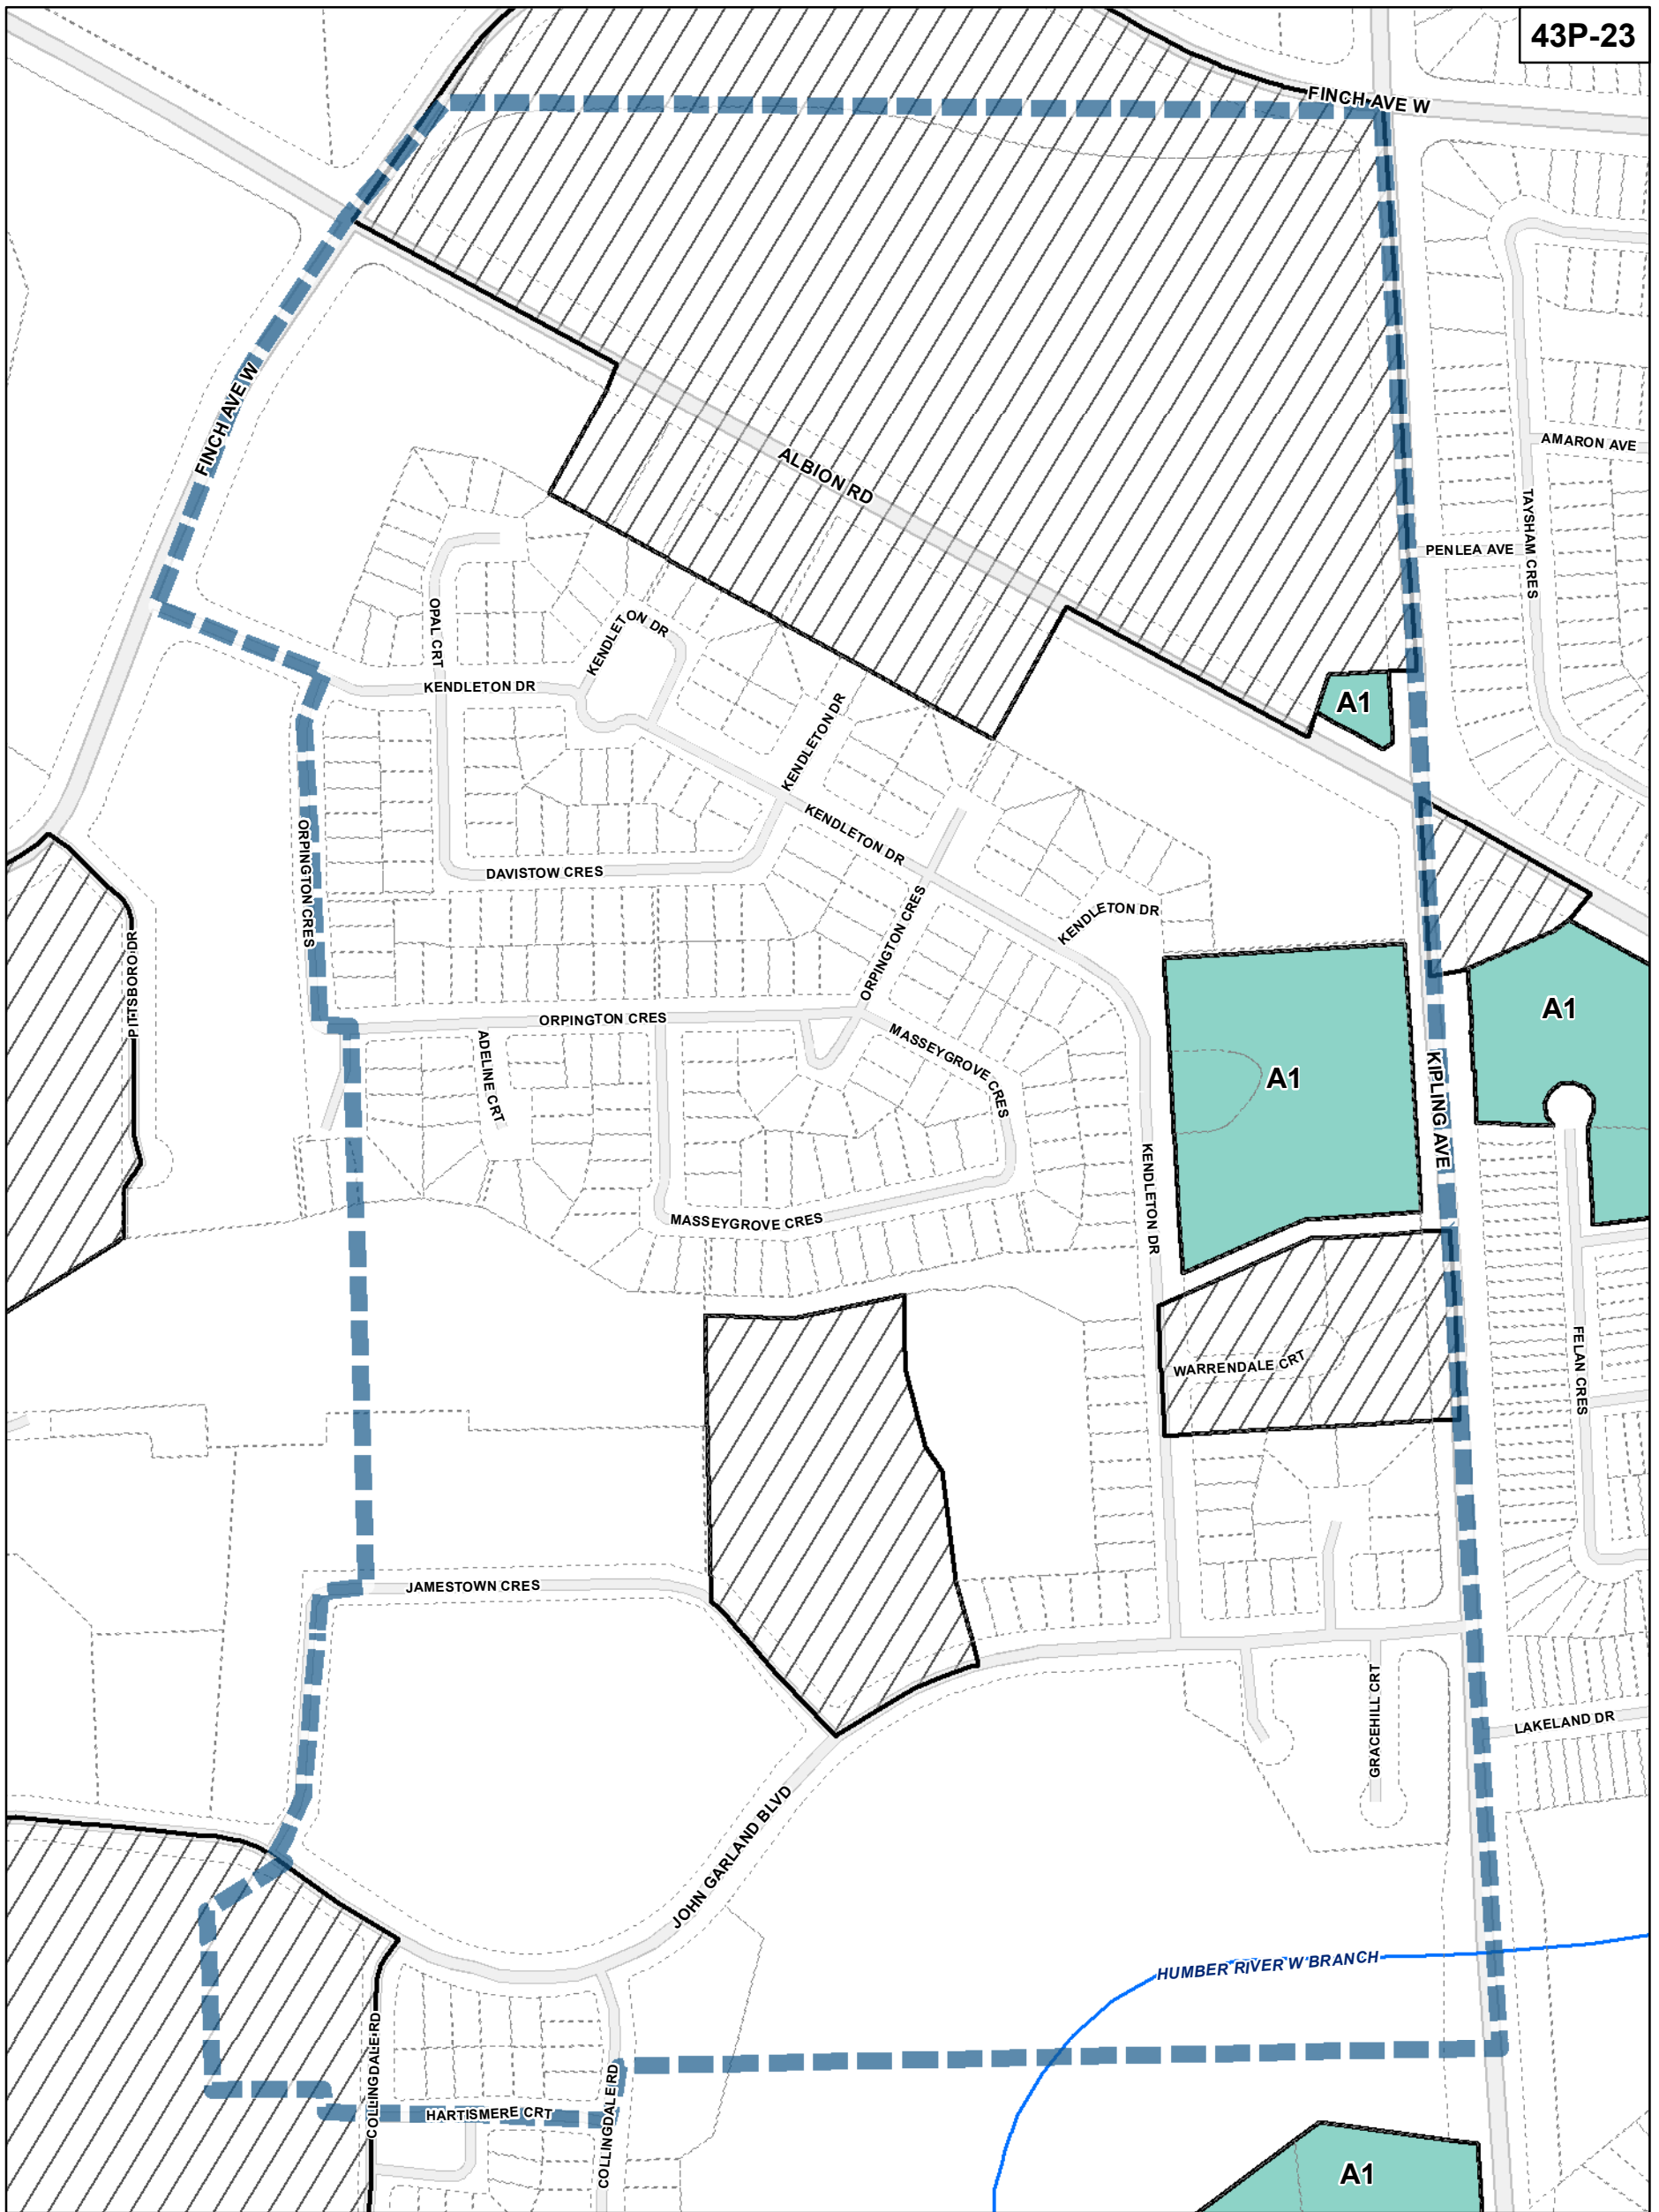 43P-23
FINCH AVE W
FINCH AVE W
AMARON AVE
ALBION RD
TAYSHAM CRES
PENLEA AVE
OPAL CRT
KENDLETON DR
KENDLETON DR
A1
KENDLETON DR
KENDLETON DR
ORPINGTON CRES
DAVISTOW CRES
KENDLETON DR
ORPINGTON CRES
PITTSBORO DR
A1
ORPINGTON CRES
MASSEYGROVE CRES
ADELINE CRT
A1
KIPLING AVE
KENDLETON DR
MASSEYGROVE CRES
WARRENDALE CRT
FELAN CRES
JAMESTOWN CRES
GRACEHILL CRT
LAKELAND DR
JOHN GARLAND BLVD
HUMBER RIVER W BRANCH
COLLINGDALE RD
HARTISMERE CRT
COLLINGDALE RD
A1